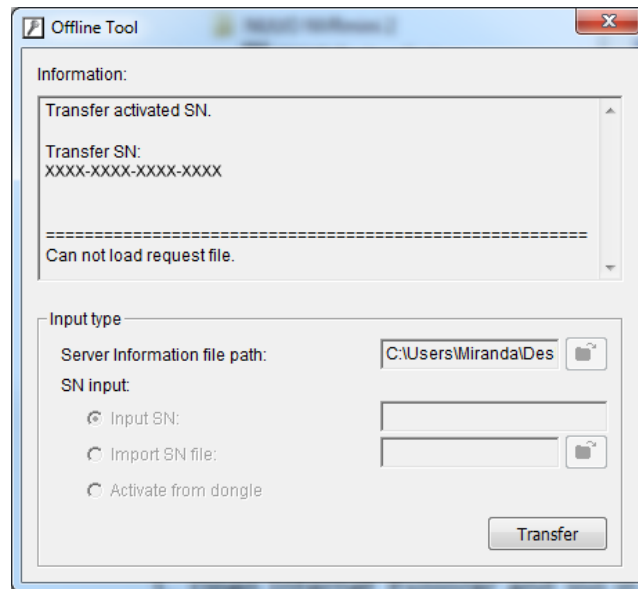 Offline Tool
Information:
Transfer activated SN.
Transfer SN:
XXXX-XXXX-XXXX-XXXX
========================================================
Can not load request file.
Input type
Server Information file path:
C:\Users\Miranda\Des
SN input:
Input SN:
Import SN file:
Activate from dongle
Transfer